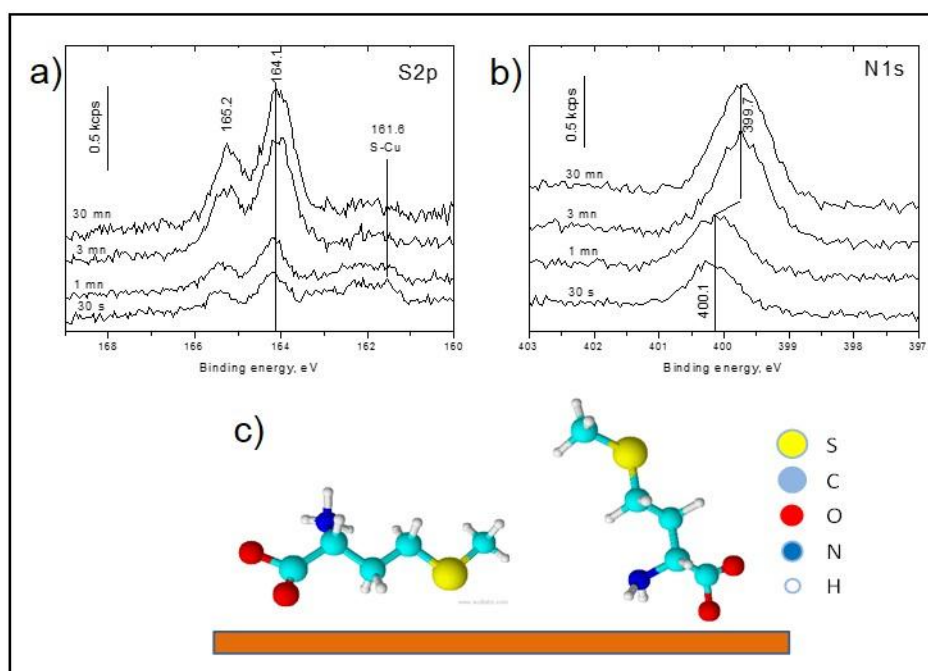 a)
S2p
0.5 kcps
165.2
164.1
161.6
S-Cu
30 mn
3 mn
1 mn
30 s
168
166
164
162
160
Binding energy, eV
b)
N1s
0.5 kcps
399.7
400.1
30 mn
3 mn
1 mn
30 s
403
402
401
400
399
398
397
Binding energy, eV
c)
S
C
O
N
H